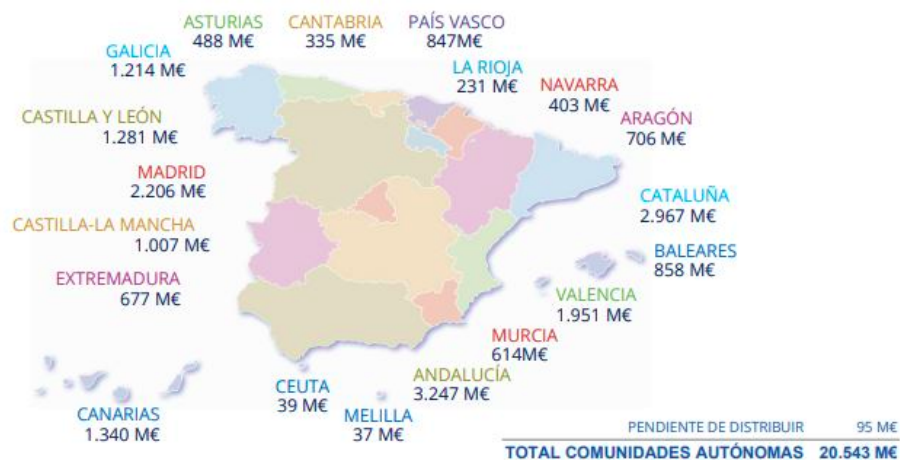 ASTURIAS
488 M€
CANTABRIA
335 M€
PAÍS VASCO
847M€
GALICIA
1.214 M€
LA RIOJA
231 M€
NAVARRA
403 M€
CASTILLA Y LEÓN
1.281 M€
ARAGÓN
706 M€
MADRID
2.206 M€
CATALUÑA
2.967 M€
CASTILLA-LA MANCHA
1.007 M€
BALEARES
858 M€
EXTREMADURA
677 M€
VALENCIA
1.951 M€
MURCIA
614M€
ANDALUCÍA
3.247 M€
CEUTA
39 M€
MELILLA
37 M€
CANARIAS
1.340 M€
PENDIENTE DE DISTRIBUIR 95 M€
TOTAL COMUNIDADES AUTÓNOMAS 20.543 M€